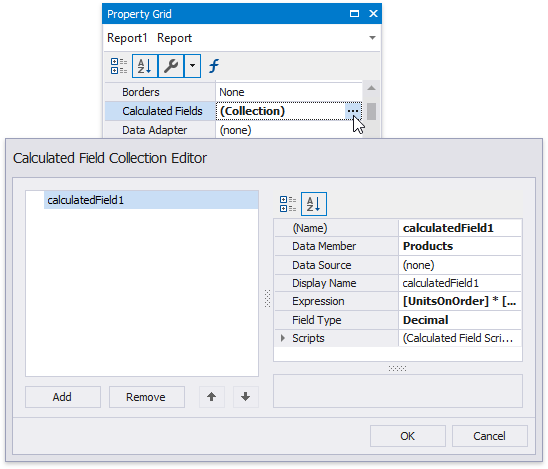 Property Grid
Report1 Report
Borders None
Calculated Fields (Collection) ...
Data Adapter (none)
Calculated Field Collection Editor
calculatedField1
(Name) calculatedField1
Data Member Products
Data Source (none)
Display Name calculatedField1
Expression [UnitsOnOrder] * [...
Field Type Decimal
Scripts (Calculated Field Scri...
Add Remove
OK Cancel